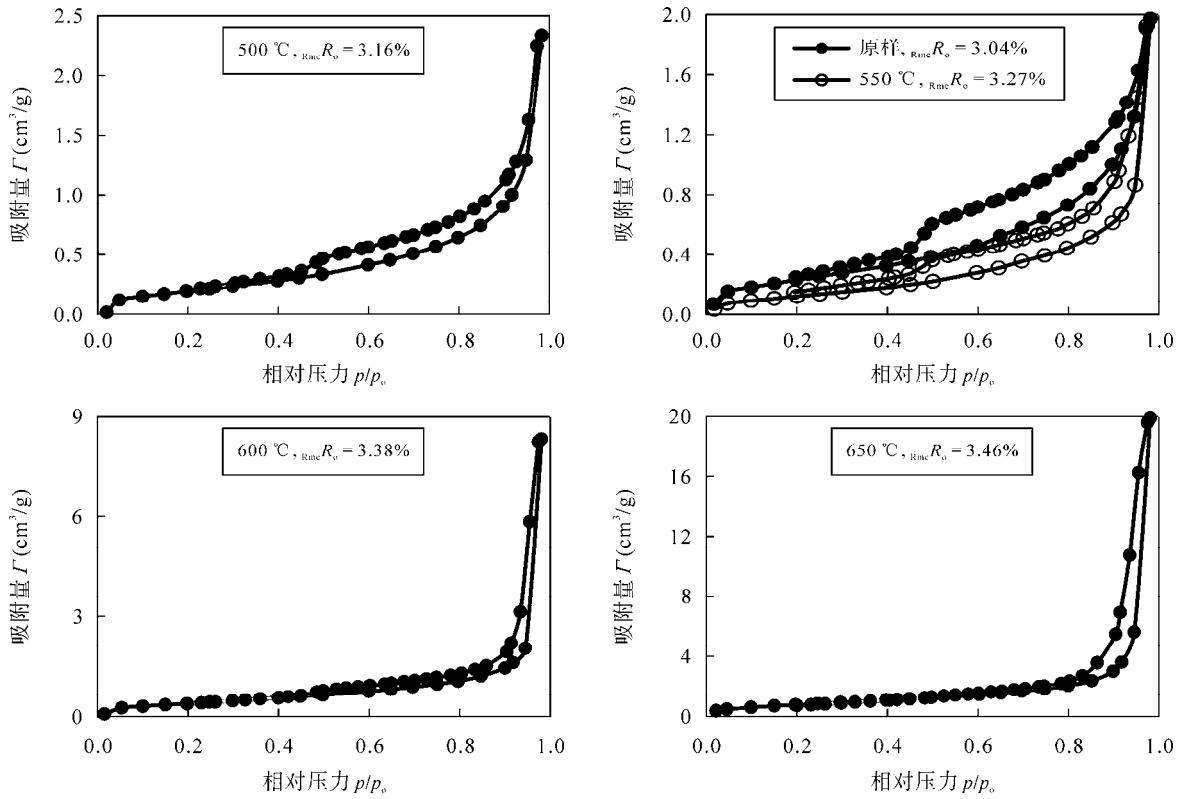 2.5
2.0
1.5
1.0
0.5
0.0
吸附量 Γ (cm³/g)
500 ℃, RmcRₒ = 3.16%
0.0 0.2 0.4 0.6 0.8 1.0
相对压力 p/pₒ
2.0
1.6
1.2
0.8
0.4
0.0
吸附量 Γ (cm³/g)
原样, RmcRₒ = 3.04%
550 ℃, RmcRₒ = 3.27%
0.0 0.2 0.4 0.6 0.8 1.0
相对压力 p/pₒ
9
6
3
0
吸附量 Γ (cm³/g)
600 ℃, RmcRₒ = 3.38%
0.0 0.2 0.4 0.6 0.8 1.0
相对压力 p/pₒ
20
16
12
8
4
0
吸附量 Γ (cm³/g)
650 ℃, RmcRₒ = 3.46%
0.0 0.2 0.4 0.6 0.8 1.0
相对压力 p/pₒ